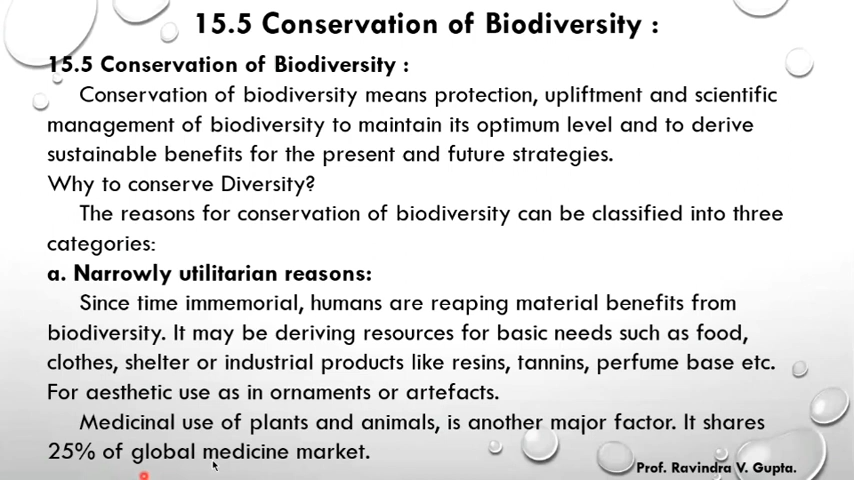 15.5 Conservation of Biodiversity :
15.5 Conservation of Biodiversity :
Conservation of biodiversity means protection, upliftment and scientific
management of biodiversity to maintain its optimum level and to derive
sustainable benefits for the present and future strategies.
Why to conserve Diversity?
The reasons for conservation of biodiversity can be classified into three
categories:
a. Narrowly utilitarian reasons:
Since time immemorial, humans are reaping material benefits from
biodiversity. It may be deriving resources for basic needs such as food,
clothes, shelter or industrial products like resins, tannins, perfume base etc.
For aesthetic use as in ornaments or artefacts.
Medicinal use of plants and animals, is another major factor. It shares
25% of global medicine market.
Prof. Ravindra V. Gupta.